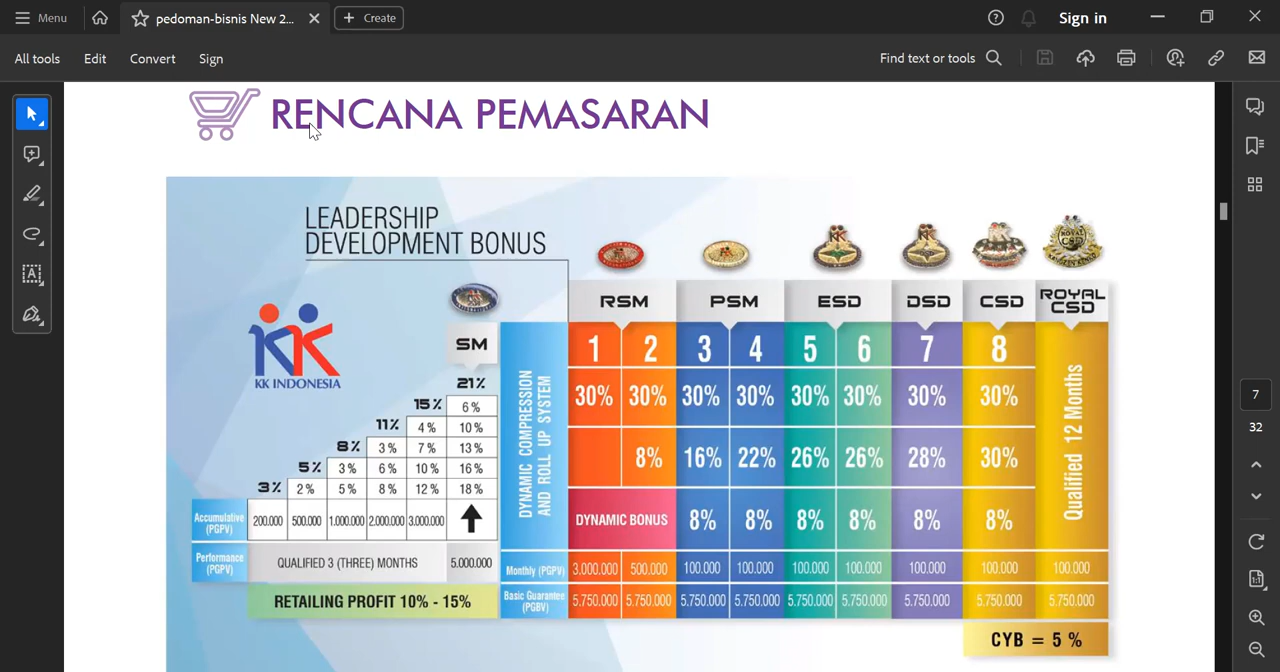 Menu
pedoman-bisnis New 2...
Create
Sign in
All tools
Edit
Convert
Sign
Find text or tools
RENCANA PEMASARAN
LEADERSHIP
DEVELOPMENT BONUS
KK INDONESIA
RSM PSM ESD DSD CSD ROYAL CSD
SM 1 2 3 4 5 6 7 8
DYNAMIC COMPRESSION
AND ROLL UP SYSTEM
Qualified 12 Months
21% 30% 30% 30% 30% 30% 30% 30% 30%
15% 6%
11% 4% 10%
8% 3% 7% 13% 8% 16% 22% 26% 26% 28% 30%
5% 3% 6% 10% 16%
3% 2% 5% 8% 12% 18%
Accumulative (PGPV) 200.000 500.000 1.000.000 2.000.000 3.000.000 DYNAMIC BONUS 8% 8% 8% 8% 8% 8%
Performance (PGPV) QUALIFIED 3 (THREE) MONTHS 5.000.000 Monthly (PGPV) 3.000.000 500.000 100.000 100.000 100.000 100.000 100.000 100.000 100.000
RETAILING PROFIT 10% - 15% Basic Guarantee (PGBV) 5.750.000 5.750.000 5.750.000 5.750.000 5.750.000 5.750.000 5.750.000 5.750.000 5.750.000
CYB = 5 %
7
32